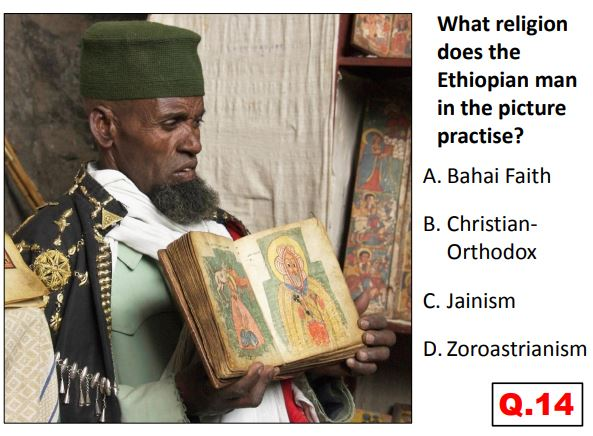 What religion
does the
Ethiopian man
in the picture
practise?
A. Bahai Faith
B. Christian-
Orthodox
C. Jainism
D. Zoroastrianism
Q.14